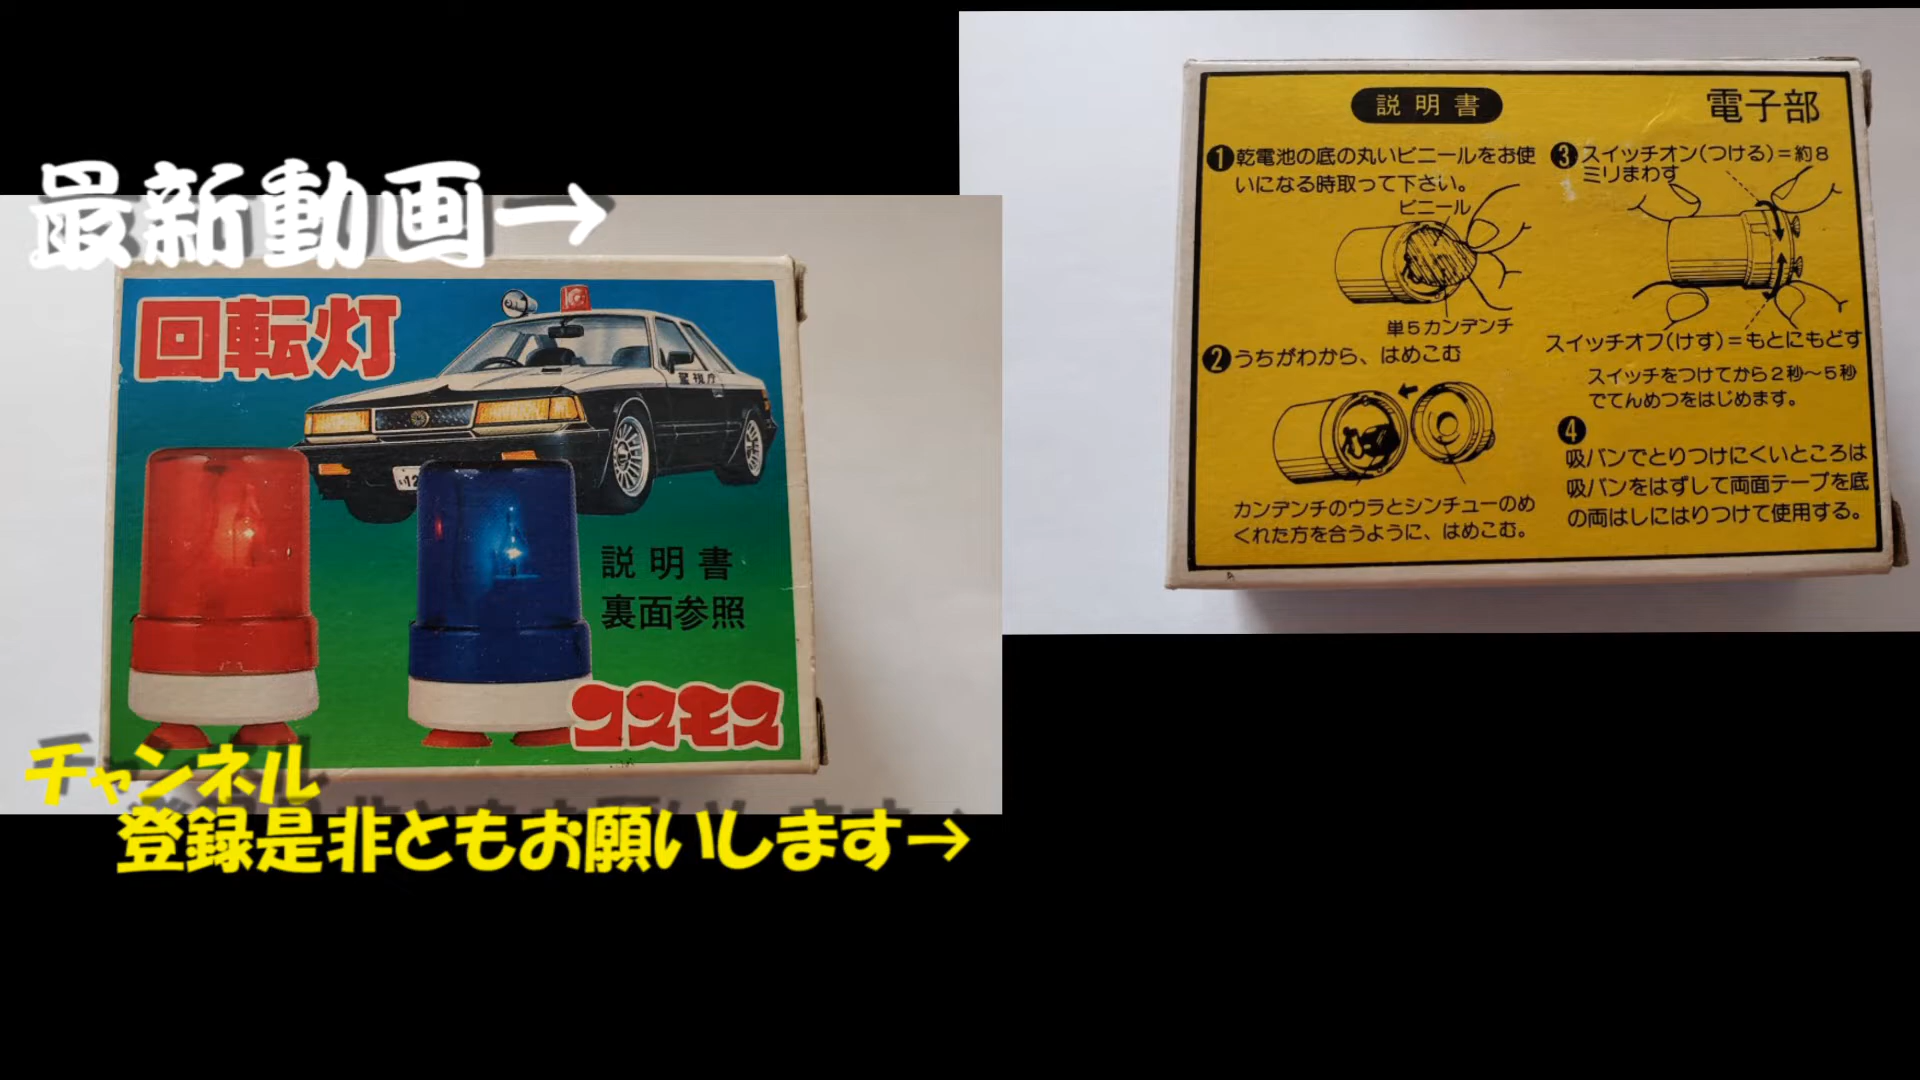 最新動画→
回転灯
警視庁
説明書
裏面参照
コスモス
チャンネル
登録是非ともお願いします→
説明書
電子部
❶乾電池の底の丸いビニールをお使
いになる時取って下さい。
ビニール
単5カンデンチ
❷うちがわから、はめこむ
カンデンチのウラとシンチューのめ
くれた方を合うように、はめこむ。
❸スイッチオン(つける)=約8
ミリまわす
スイッチオフ(けす)=もとにもどす
スイッチをつけてから2秒～5秒
でてんめつをはじめます。
❹
吸バンでとりつけにくいところは
吸バンをはずして両面テープを底
の両はしにはりつけて使用する。